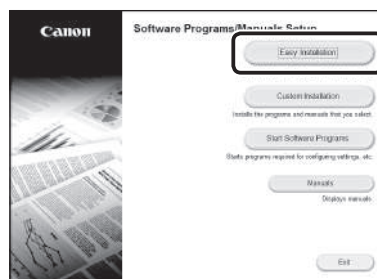 Canon
Software Programs/Manuals Setup
Easy Installation
Custom Installation
Installs the programs and manuals that you select.
Start Software Programs
Starts programs required for configuring settings, etc.
Manuals
Displays manuals.
Exit